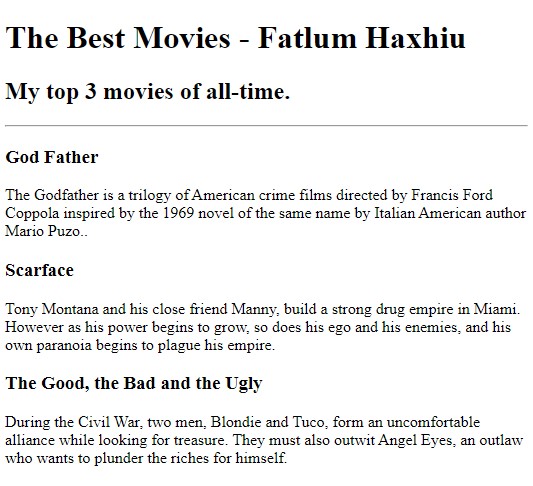 The Best Movies - Fatlum Haxhiu
My top 3 movies of all-time.
God Father
The Godfather is a trilogy of American crime films directed by Francis Ford
Coppola inspired by the 1969 novel of the same name by Italian American author
Mario Puzo..
Scarface
Tony Montana and his close friend Manny, build a strong drug empire in Miami.
However as his power begins to grow, so does his ego and his enemies, and his
own paranoia begins to plague his empire.
The Good, the Bad and the Ugly
During the Civil War, two men, Blondie and Tuco, form an uncomfortable
alliance while looking for treasure. They must also outwit Angel Eyes, an outlaw
who wants to plunder the riches for himself.